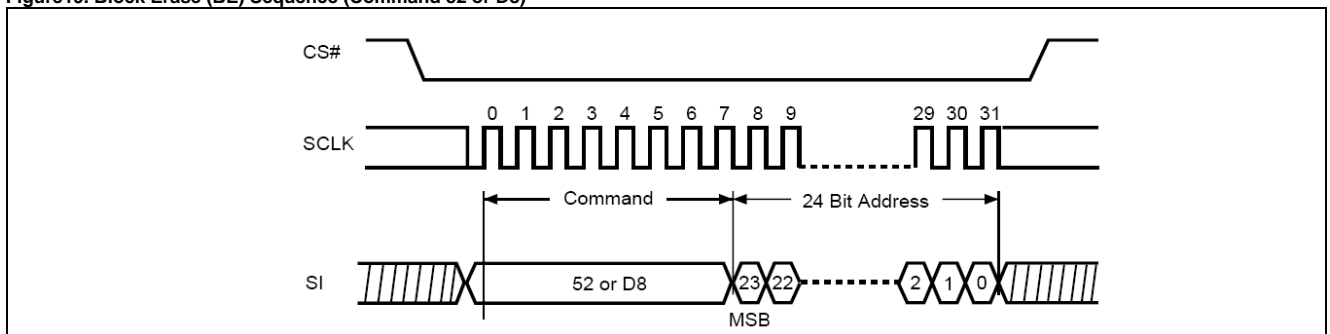 Figure19. Block Erase (BE) Sequence (Command 52 or D8)
CS#
0 1 2 3 4 5 6 7 8 9 29 30 31
SCLK
Command 24 Bit Address
SI 52 or D8 23 22 2 1 0
MSB